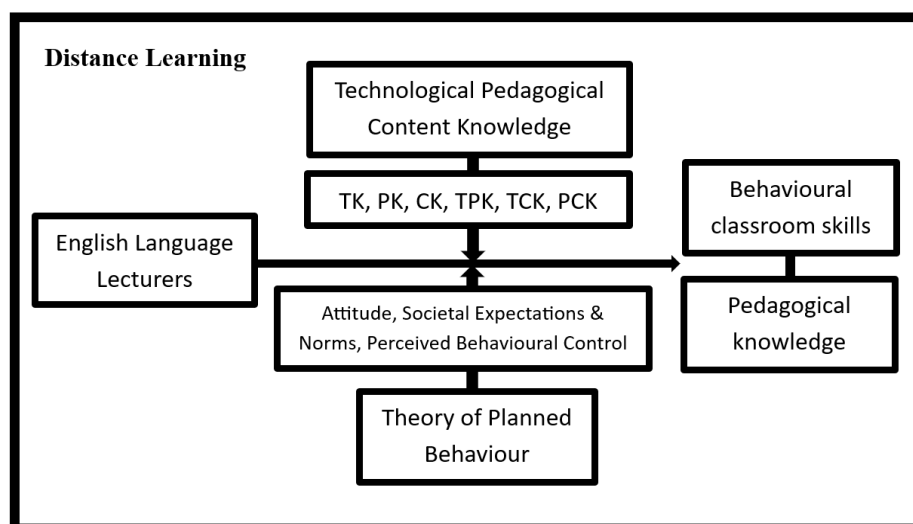 Distance Learning
Technological Pedagogical
Content Knowledge
TK, PK, CK, TPK, TCK, PCK
English Language
Lecturers
Behavioural
classroom skills
Attitude, Societal Expectations &
Norms, Perceived Behavioural Control
Pedagogical
knowledge
Theory of Planned
Behaviour